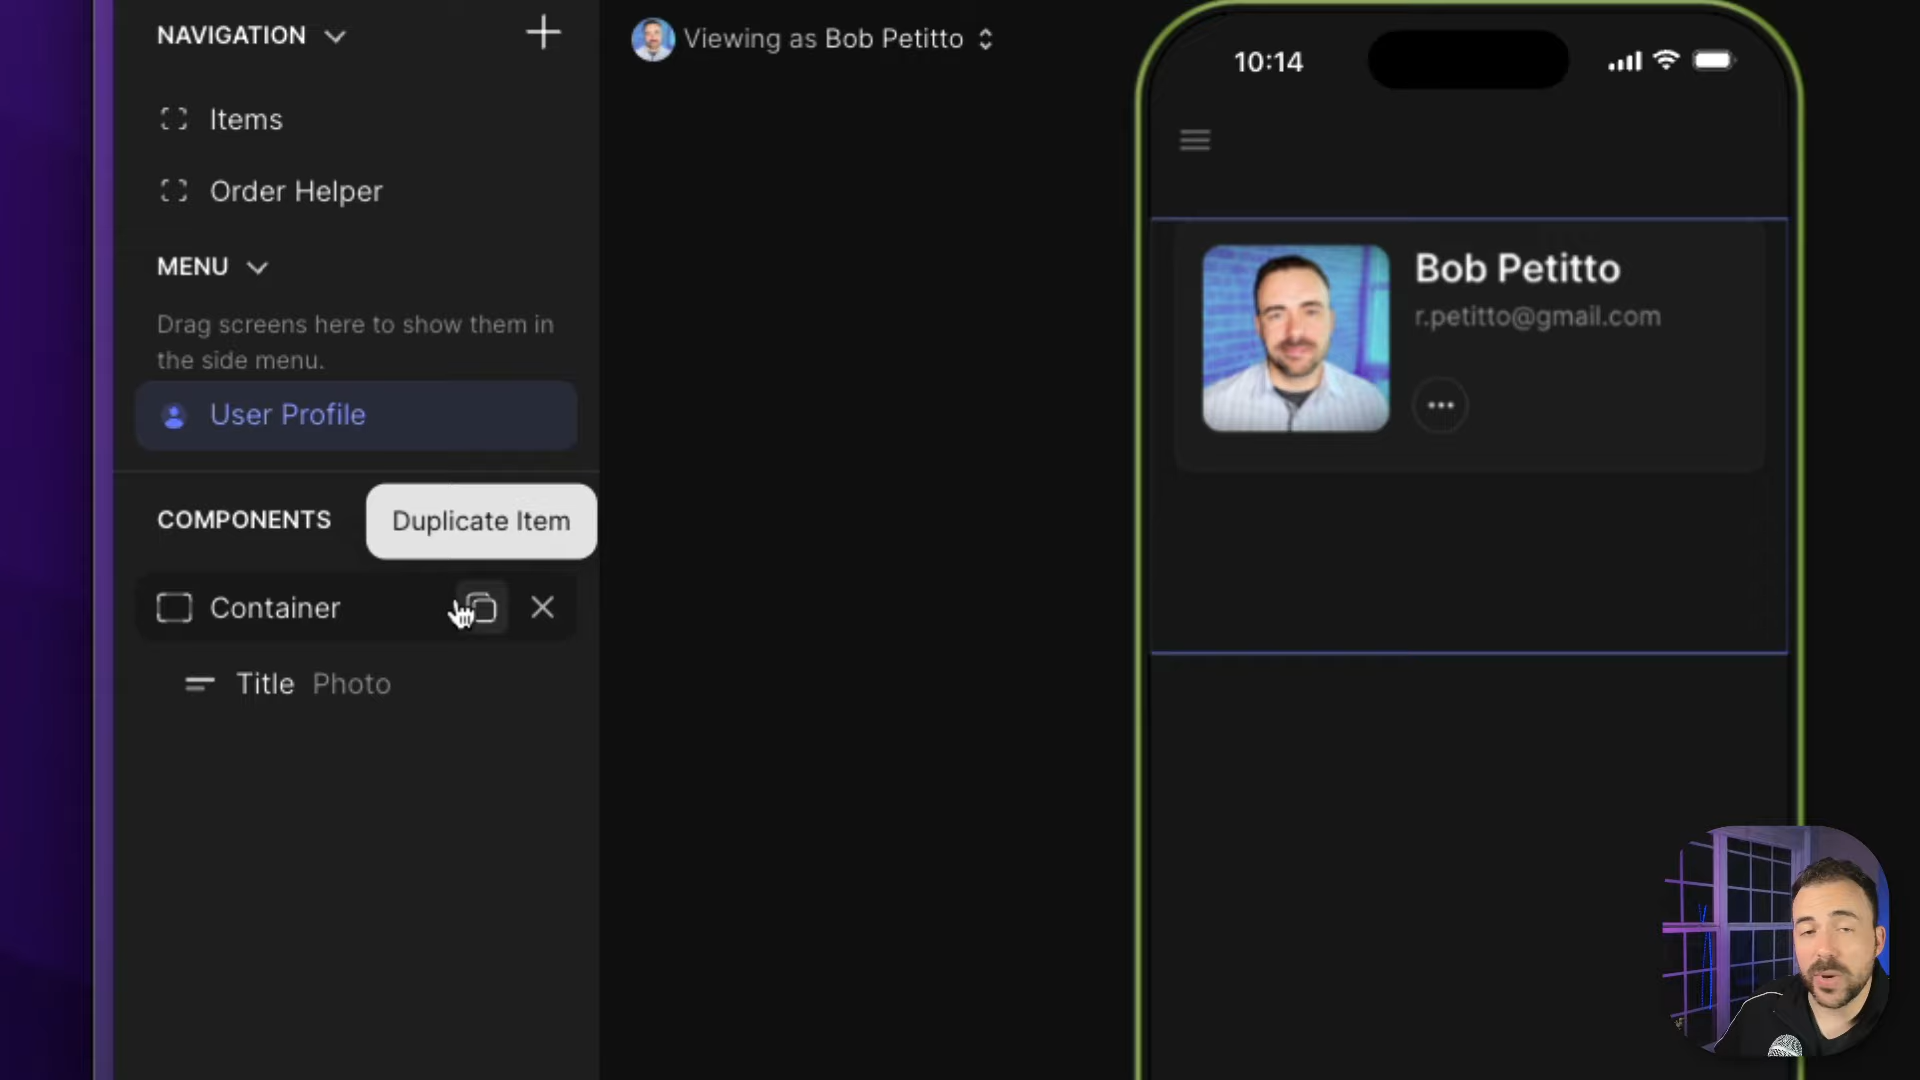 NAVIGATION
Items
Order Helper
MENU
Drag screens here to show them in
the side menu.
User Profile
COMPONENTS
Duplicate Item
Container
Title Photo
Viewing as Bob Petitto
10:14
Bob Petitto
r.petitto@gmail.com